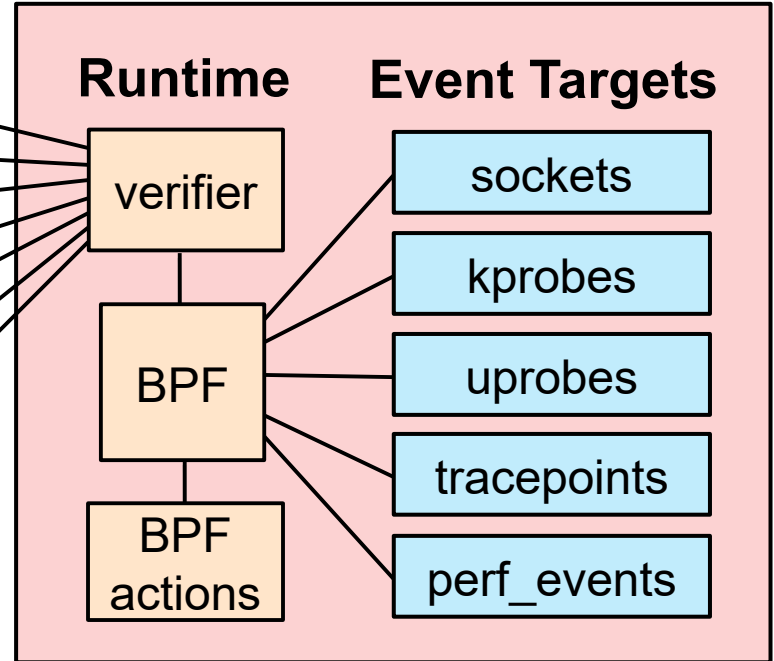 Runtime
verifier
BPF
BPF
actions
Event Targets
sockets
kprobes
uprobes
tracepoints
perf_events